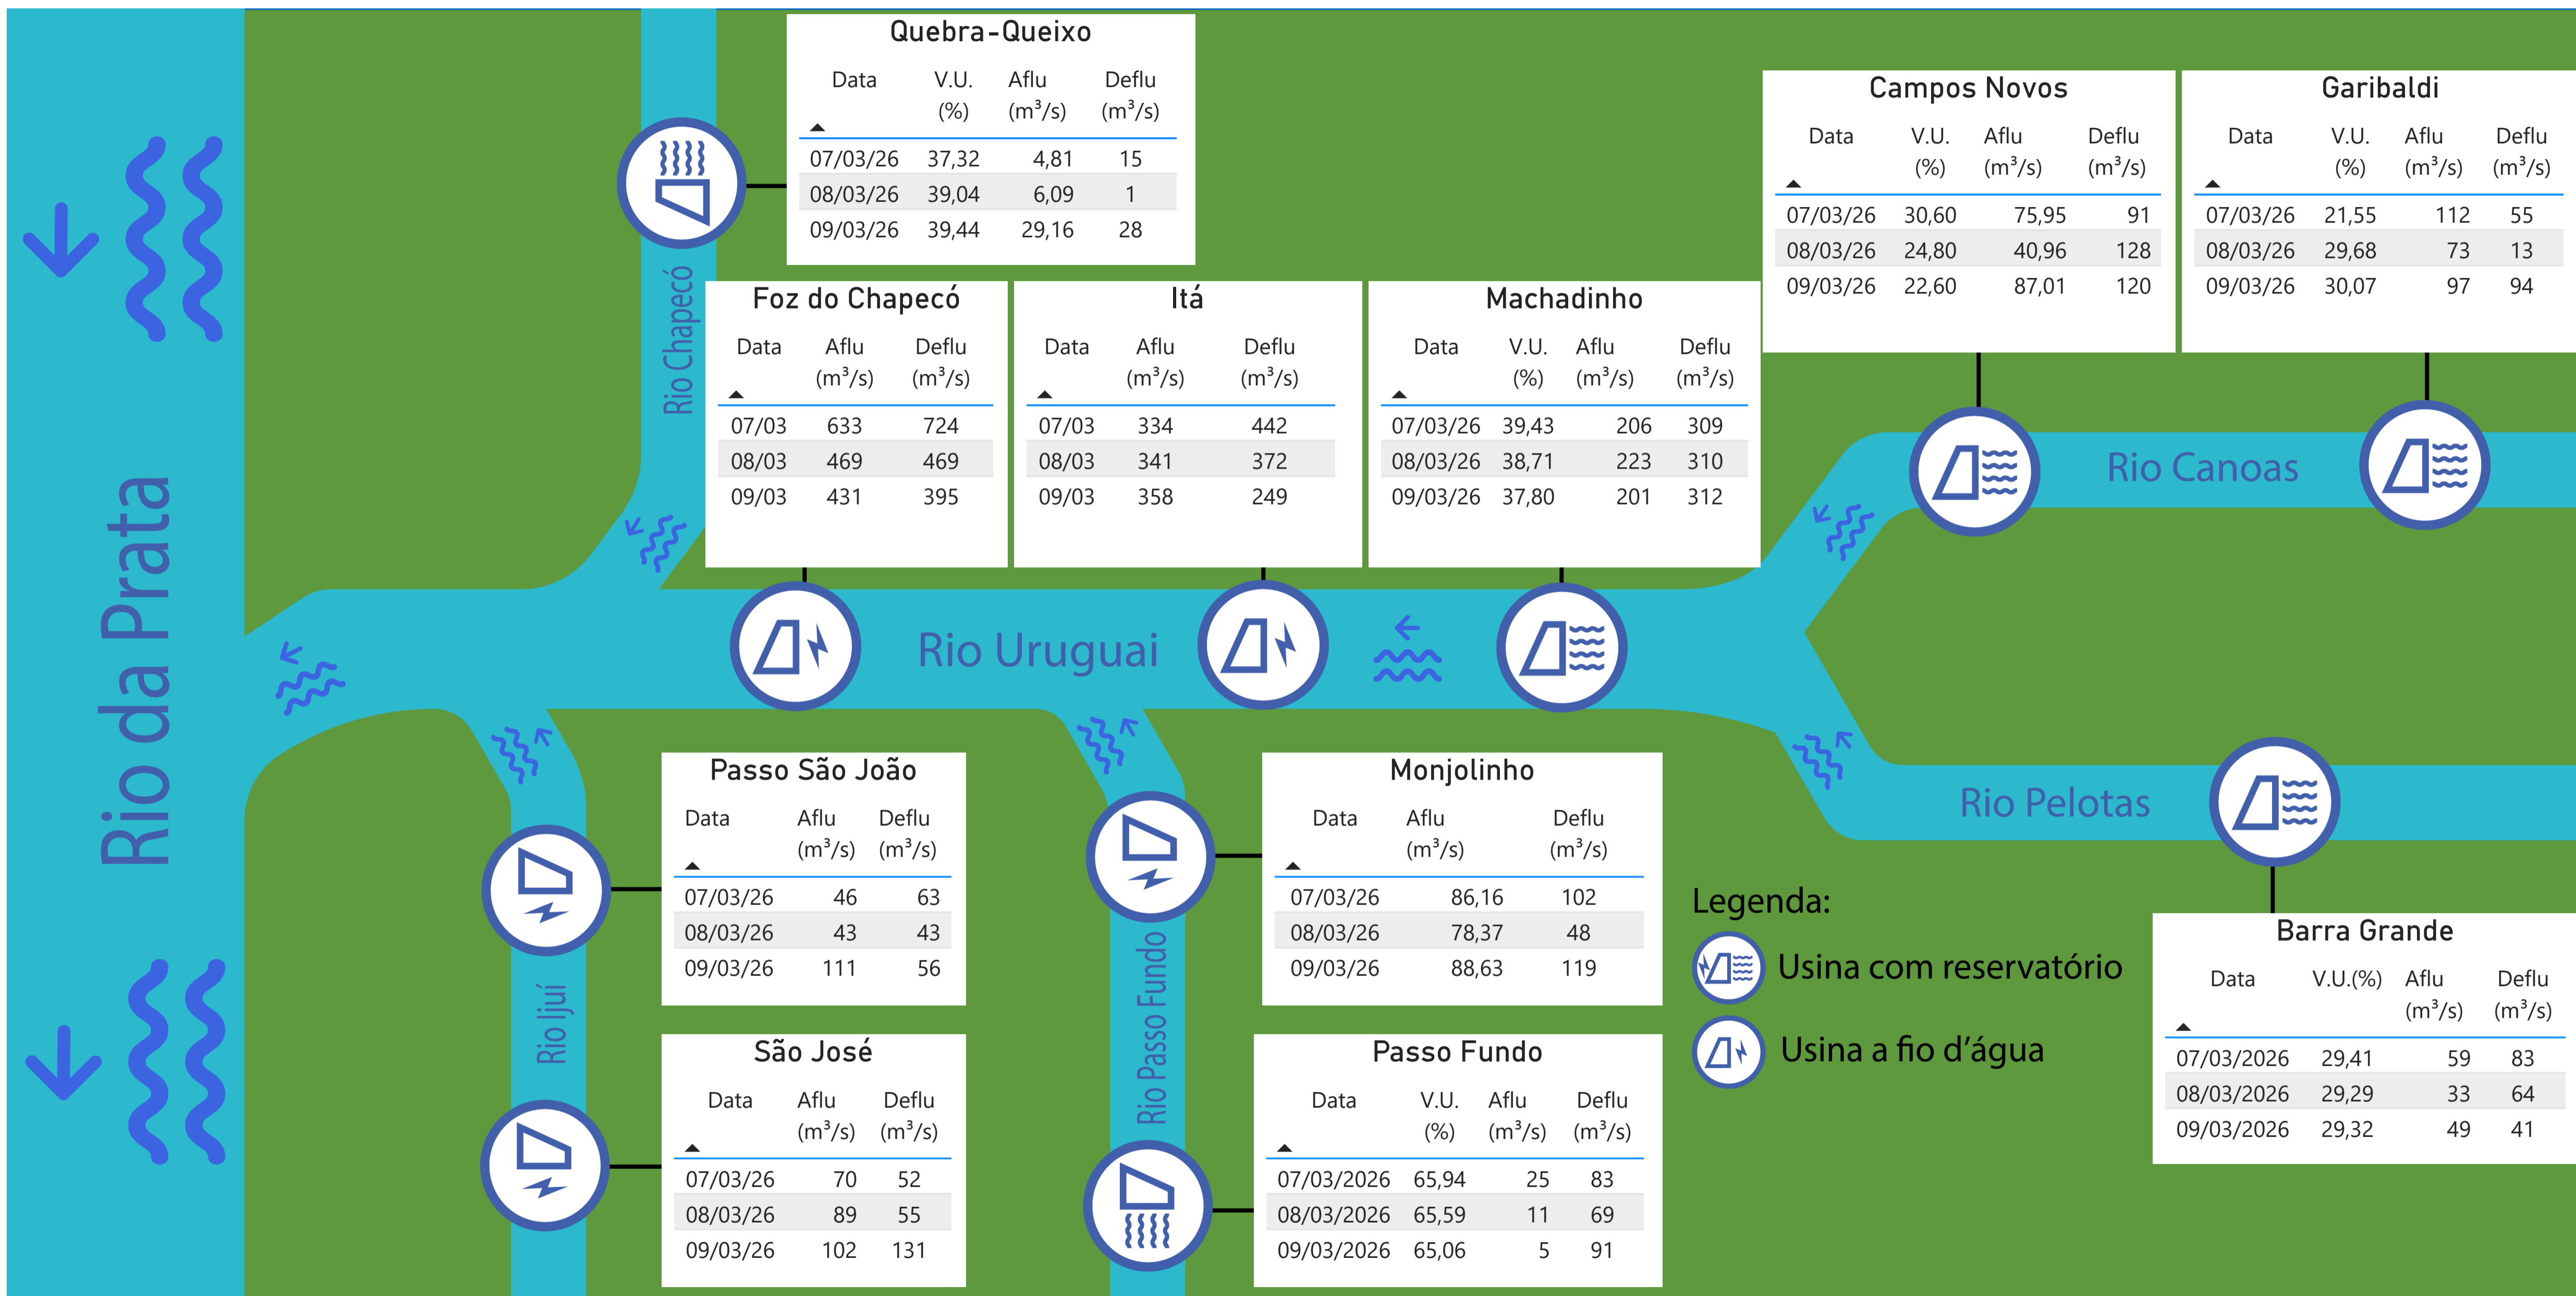 Quebra-Queixo
Data V.U. (%) Aflu (m³/s) Deflu (m³/s)
07/03/26 37,32 4,81 15
08/03/26 39,04 6,09 1
09/03/26 39,44 29,16 28
Campos Novos
Data V.U. (%) Aflu (m³/s) Deflu (m³/s)
07/03/26 30,60 75,95 91
08/03/26 24,80 40,96 128
09/03/26 22,60 87,01 120
Garibaldi
Data V.U. (%) Aflu (m³/s) Deflu (m³/s)
07/03/26 21,55 112 55
08/03/26 29,68 73 13
09/03/26 30,07 97 94
Rio Chapecó
Foz do Chapecó
Data Aflu (m³/s) Deflu (m³/s)
07/03 633 724
08/03 469 469
09/03 431 395
Itá
Data Aflu (m³/s) Deflu (m³/s)
07/03 334 442
08/03 341 372
09/03 358 249
Machadinho
Data V.U. (%) Aflu (m³/s) Deflu (m³/s)
07/03/26 39,43 206 309
08/03/26 38,71 223 310
09/03/26 37,80 201 312
Rio Canoas
Rio da Prata
Rio Uruguai
Rio Pelotas
Passo São João
Data Aflu (m³/s) Deflu (m³/s)
07/03/26 46 63
08/03/26 43 43
09/03/26 111 56
Monjolinho
Data Aflu (m³/s) Deflu (m³/s)
07/03/26 86,16 102
08/03/26 78,37 48
09/03/26 88,63 119
Legenda:
Usina com reservatório
Usina a fio d’água
Barra Grande
Data V.U.(%) Aflu (m³/s) Deflu (m³/s)
07/03/2026 29,41 59 83
08/03/2026 29,29 33 64
09/03/2026 29,32 49 41
Rio Ijuí
São José
Data Aflu (m³/s) Deflu (m³/s)
07/03/26 70 52
08/03/26 89 55
09/03/26 102 131
Rio Passo Fundo
Passo Fundo
Data V.U. (%) Aflu (m³/s) Deflu (m³/s)
07/03/2026 65,94 25 83
08/03/2026 65,59 11 69
09/03/2026 65,06 5 91